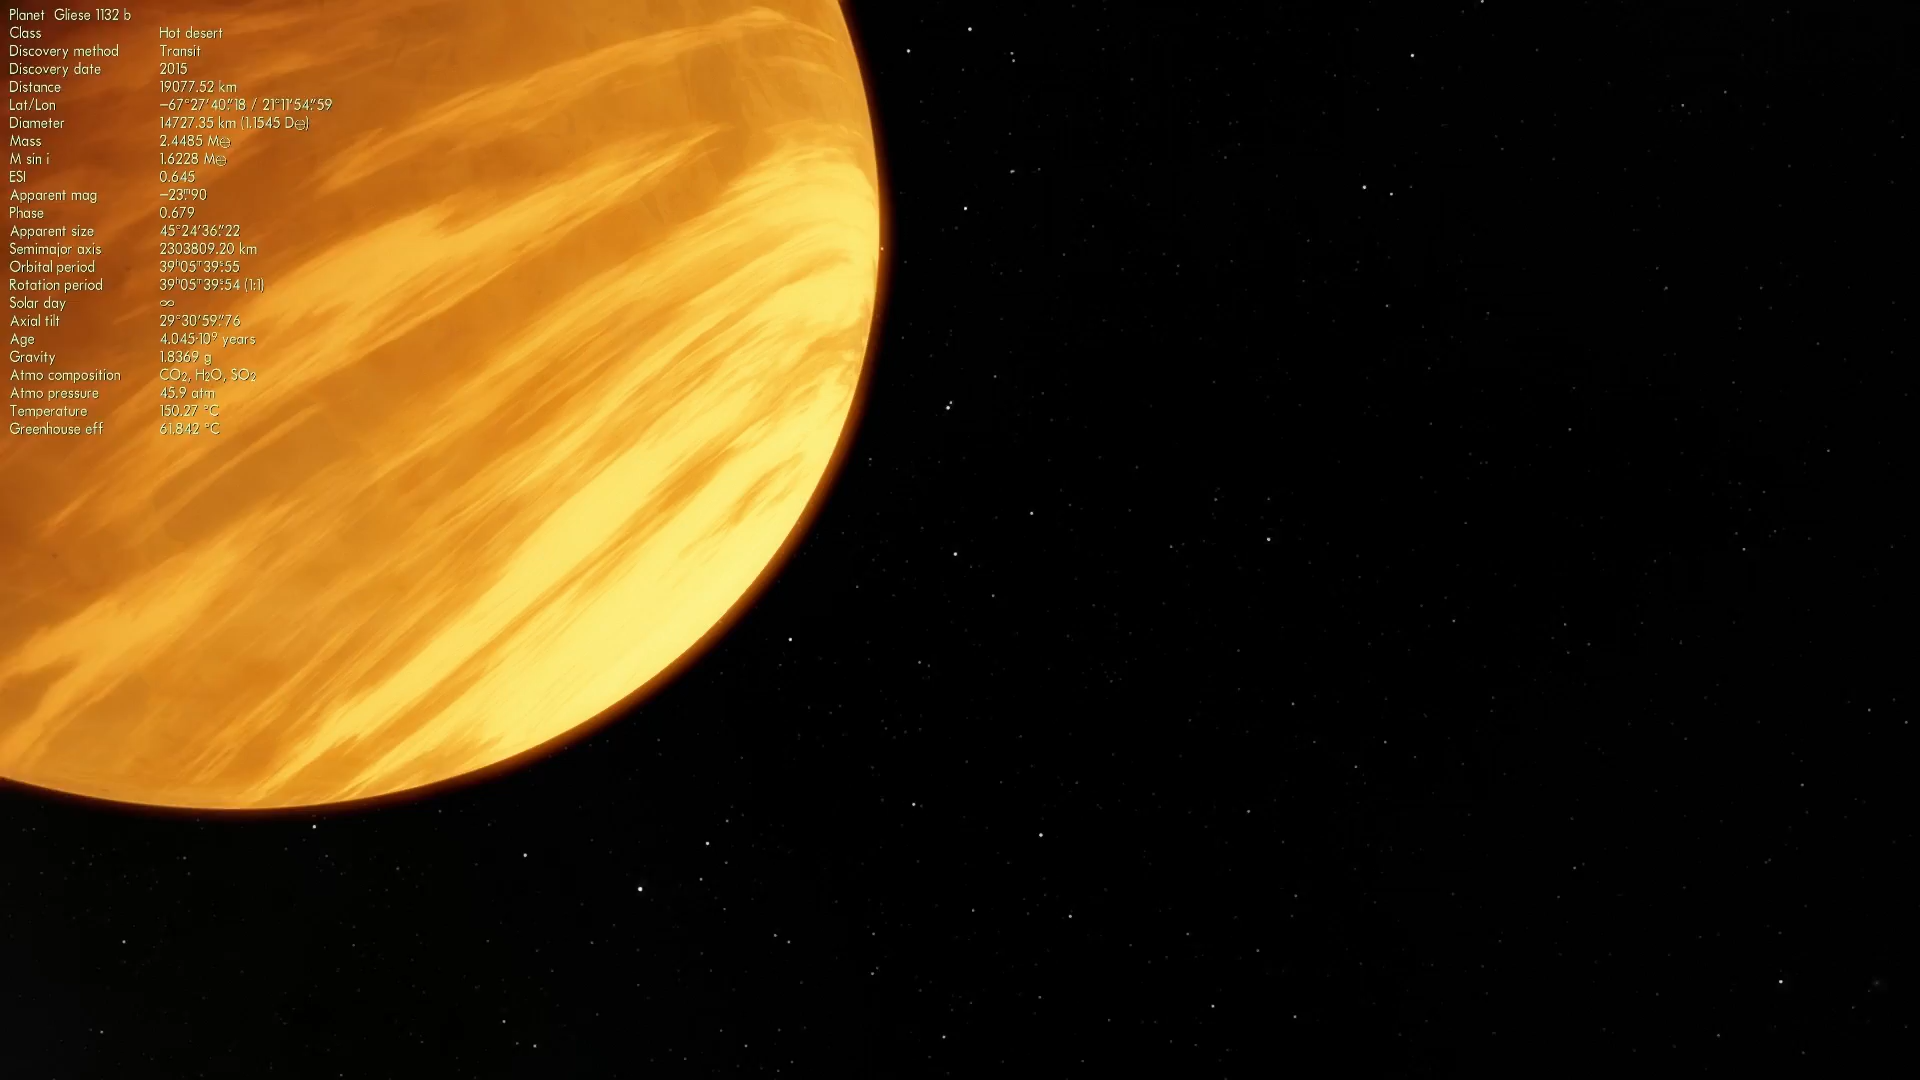 Planet Gliese 1132 b
Class Hot desert
Discovery method Transit
Discovery date 2015
Distance 19077.52 km
Lat/Lon −67°27′40.″18 / 21°11′54.″59
Diameter 14727.35 km (1.1545 D⊖)
Mass 2.4485 M⊖
M sin i 1.6228 M⊖
ESI 0.645
Apparent mag −23.ᵐ90
Phase 0.679
Apparent size 45°24′36.″22
Semimajor axis 2303809.20 km
Orbital period 39ʰ05ᵐ39.ˢ55
Rotation period 39ʰ05ᵐ39.ˢ54 (1:1)
Solar day ∞
Axial tilt 29°30′59.″76
Age 4.045·10⁹ years
Gravity 1.8369 g
Atmo composition CO₂, H₂O, SO₂
Atmo pressure 45.9 atm
Temperature 150.27 °C
Greenhouse eff 61.842 °C